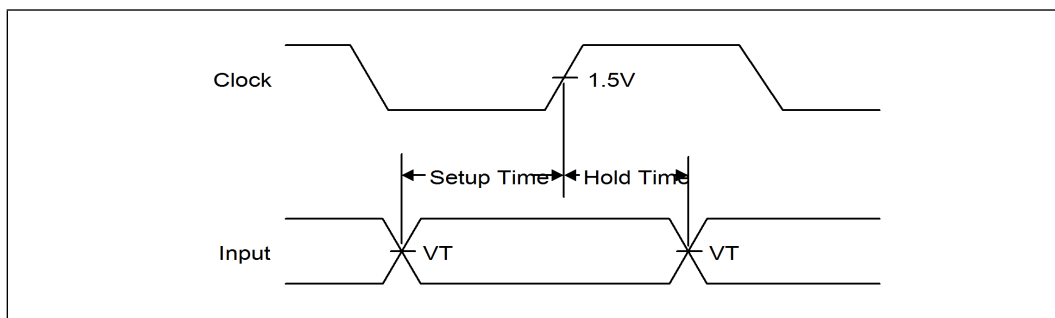 Clock
1.5V
Setup Time
Hold Time
Input
VT
VT